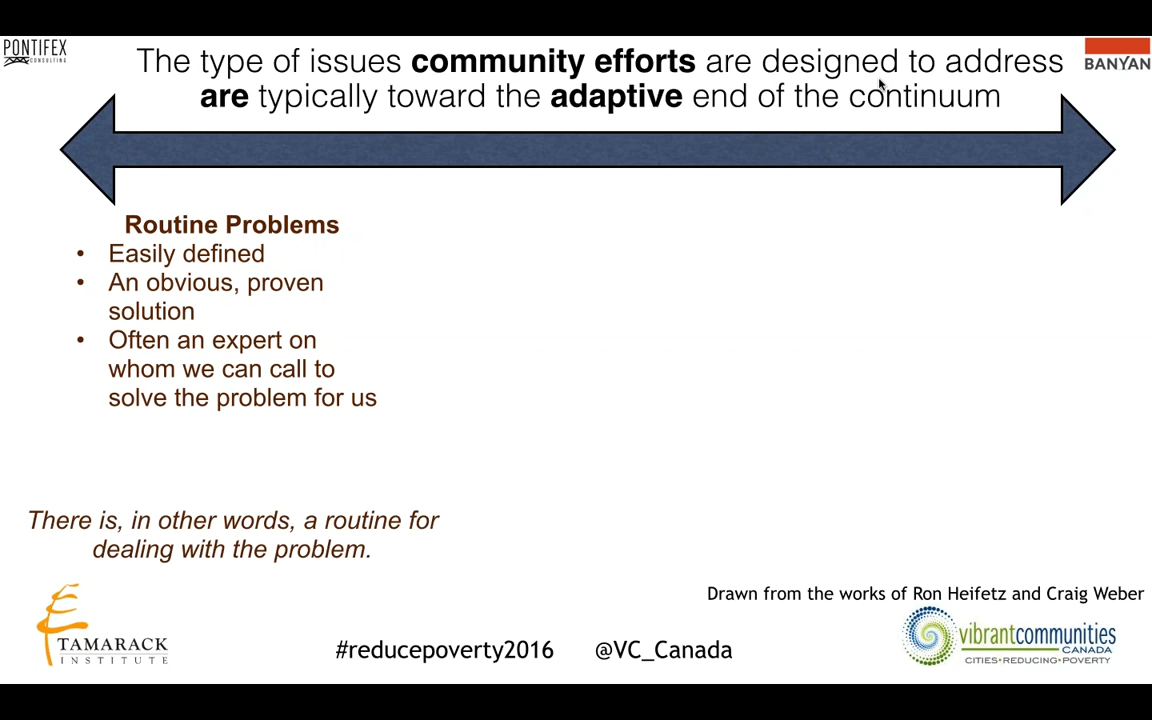 PONTIFEX
CONSULTING
The type of issues community efforts are designed to address
are typically toward the adaptive end of the continuum
BANYAN
Routine Problems
• Easily defined
• An obvious, proven
solution
• Often an expert on
whom we can call to
solve the problem for us
There is, in other words, a routine for
dealing with the problem.
Drawn from the works of Ron Heifetz and Craig Weber
TAMARACK
INSTITUTE
#reducepoverty2016 @VC_Canada
vibrantcommunities
CANADA
CITIES•REDUCING•POVERTY